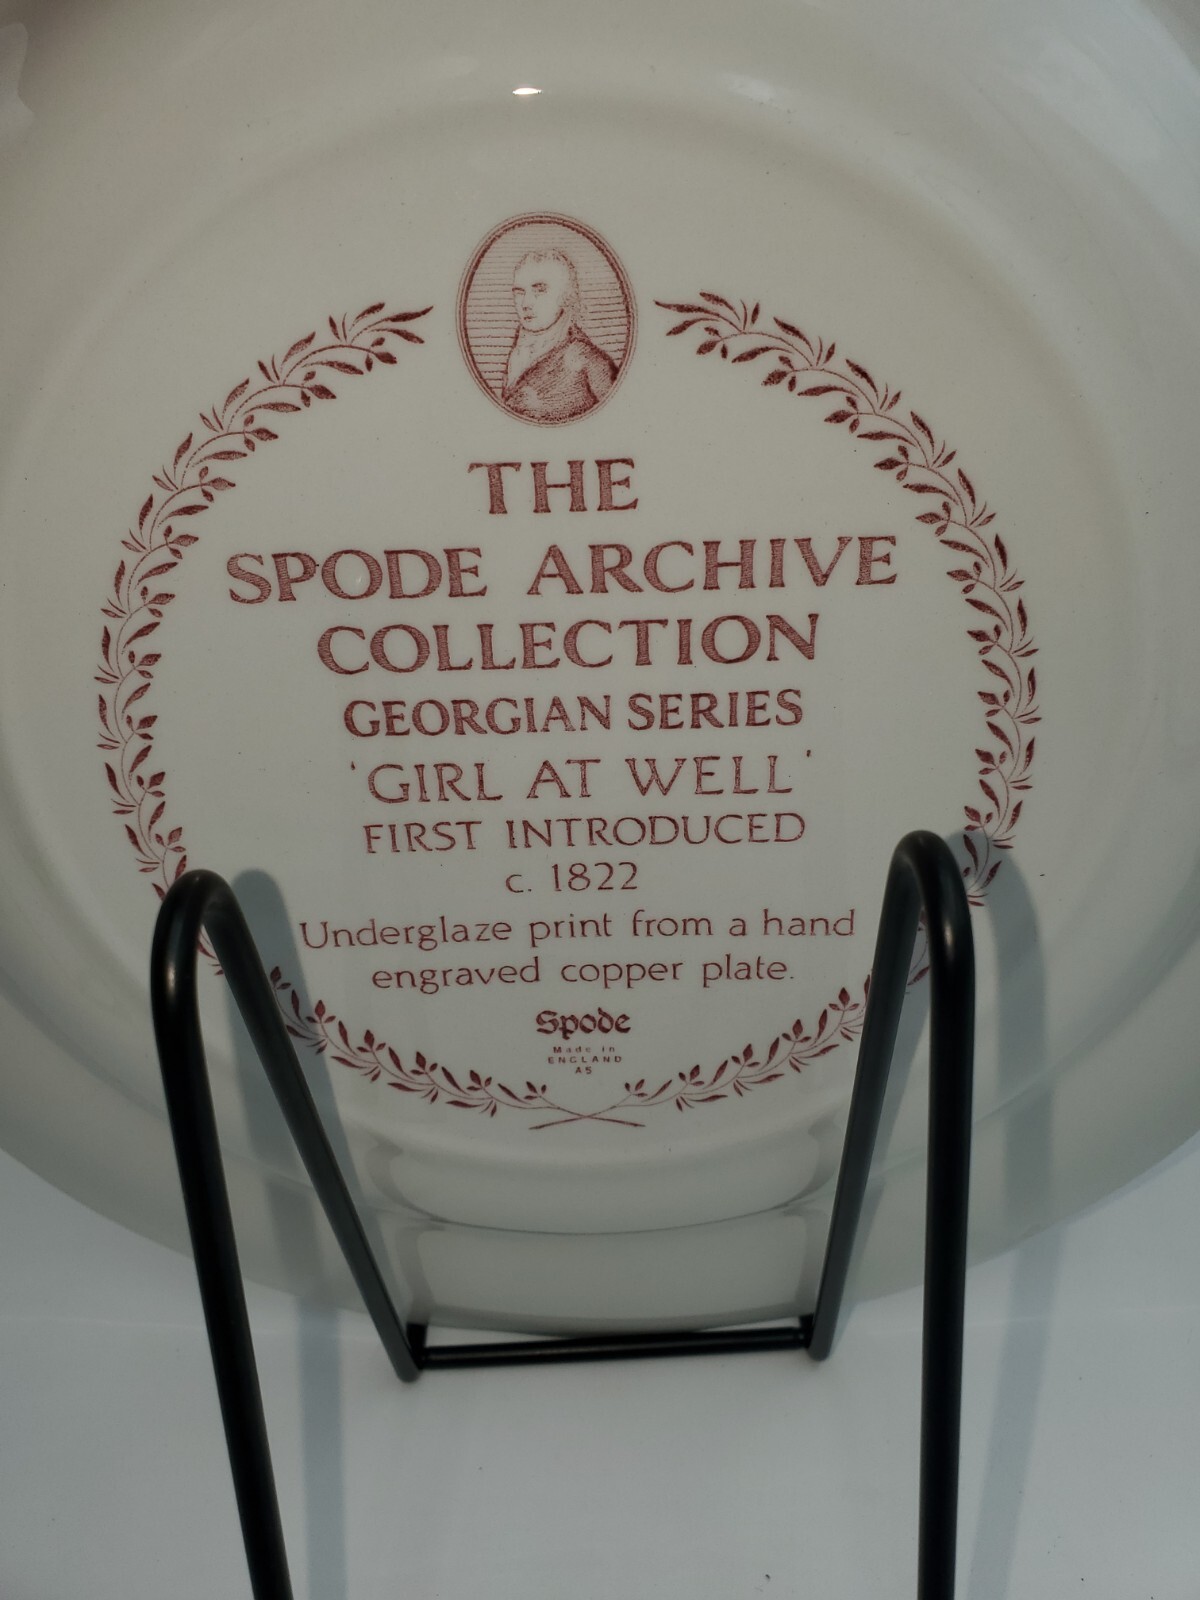 THE
SPODE ARCHIVE
COLLECTION
GEORGIAN SERIES
'GIRL AT WELL'
FIRST INTRODUCED
c. 1822
Underglaze print from a hand
engraved copper plate.
Spode
Made in
ENGLAND
A5